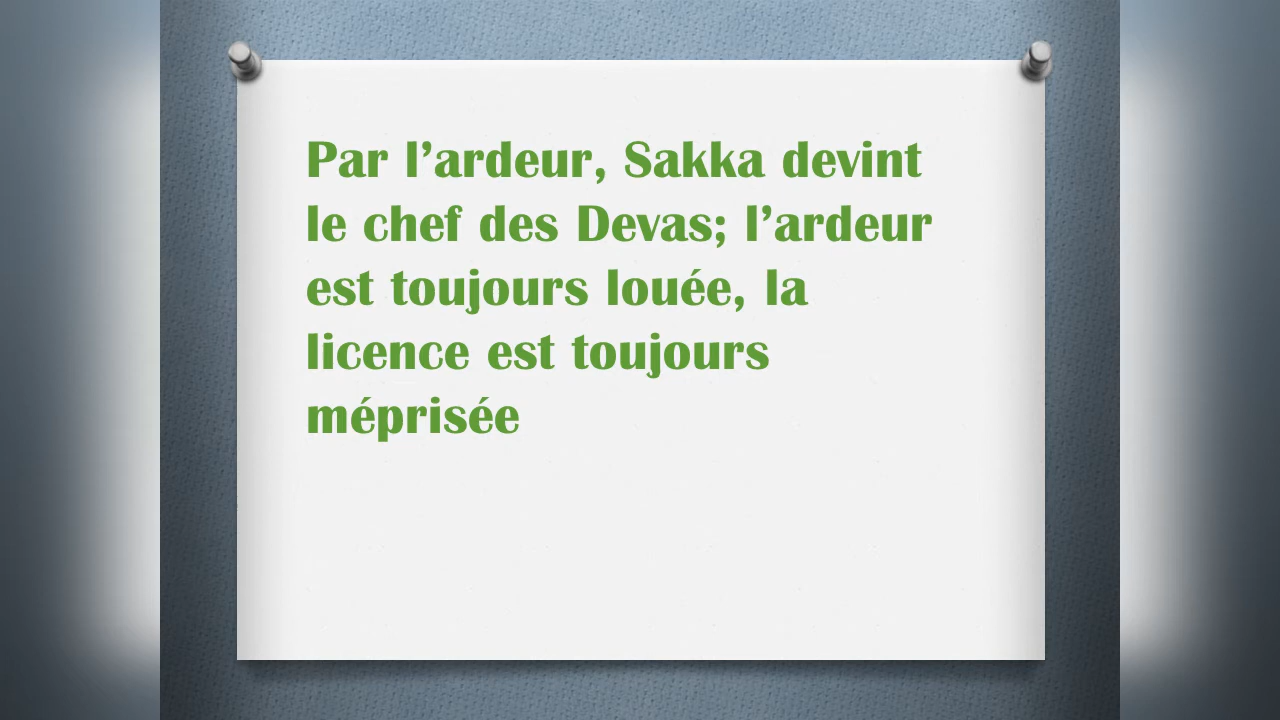 Par l’ardeur, Sakka devint
le chef des Devas; l’ardeur
est toujours louée, la
licence est toujours
méprisée